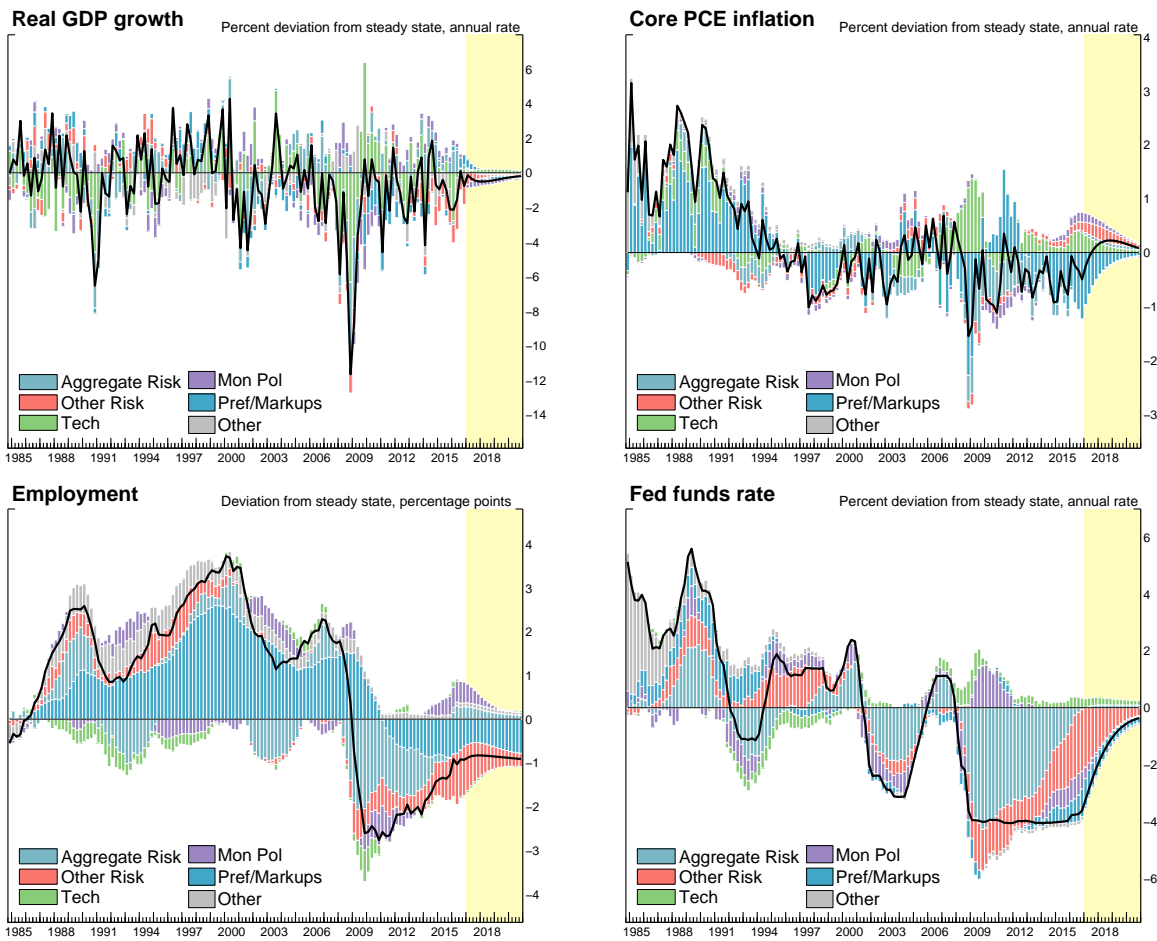 Real GDP growth
Percent deviation from steady state, annual rate
6
4
2
0
−2
−4
−6
−8
−10
−12
−14
Aggregate Risk
Other Risk
Tech
Mon Pol
Pref/Markups
Other
1985 1988 1991 1994 1997 2000 2003 2006 2009 2012 2015 2018
Core PCE inflation
Percent deviation from steady state, annual rate
4
3
2
1
0
−1
−2
−3
Aggregate Risk
Other Risk
Tech
Mon Pol
Pref/Markups
Other
1985 1988 1991 1994 1997 2000 2003 2006 2009 2012 2015 2018
Employment
Deviation from steady state, percentage points
4
3
2
1
0
−1
−2
−3
−4
Aggregate Risk
Other Risk
Tech
Mon Pol
Pref/Markups
Other
1985 1988 1991 1994 1997 2000 2003 2006 2009 2012 2015 2018
Fed funds rate
Percent deviation from steady state, annual rate
7
6
4
2
0
−2
−4
−6
Aggregate Risk
Other Risk
Tech
Mon Pol
Pref/Markups
Other
1985 1988 1991 1994 1997 2000 2003 2006 2009 2012 2015 2018